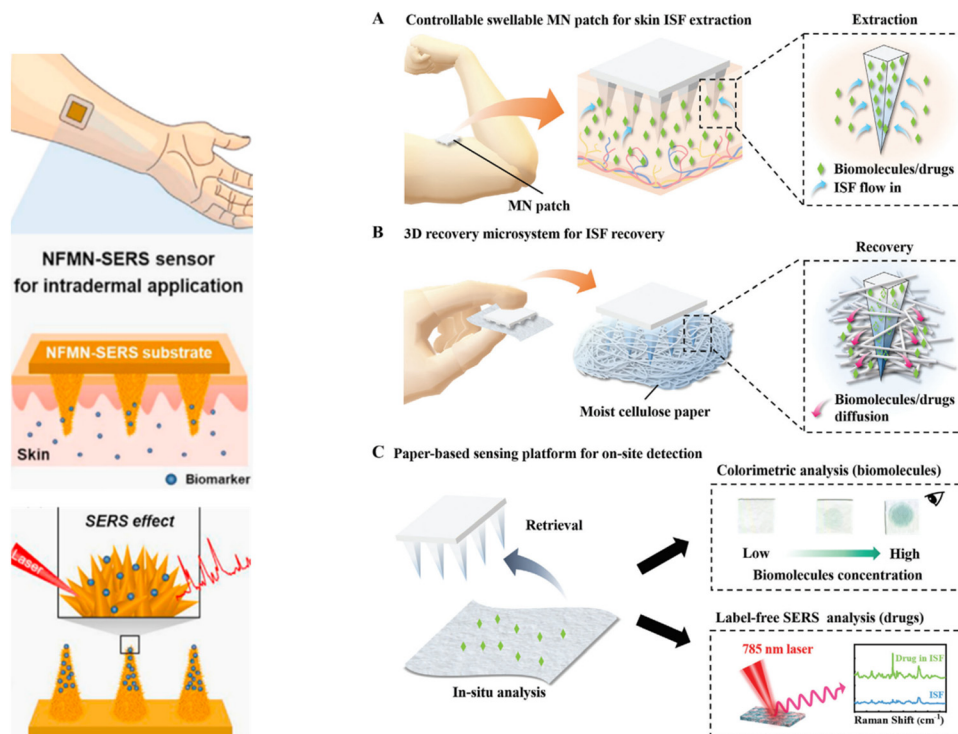 NFMN-SERS sensor
for intradermal application
NFMN-SERS substrate
Skin
Biomarker
SERS effect
Laser
A Controllable swellable MN patch for skin ISF extraction
MN patch
Extraction
Biomolecules/drugs
ISF flow in
B 3D recovery microsystem for ISF recovery
Moist cellulose paper
Recovery
Biomolecules/drugs
diffusion
C Paper-based sensing platform for on-site detection
Retrieval
In-situ analysis
Colorimetric analysis (biomolecules)
Low High
Biomolecules concentration
Label-free SERS analysis (drugs)
785 nm laser
Drug in ISF
ISF
Raman Shift (cm⁻¹)